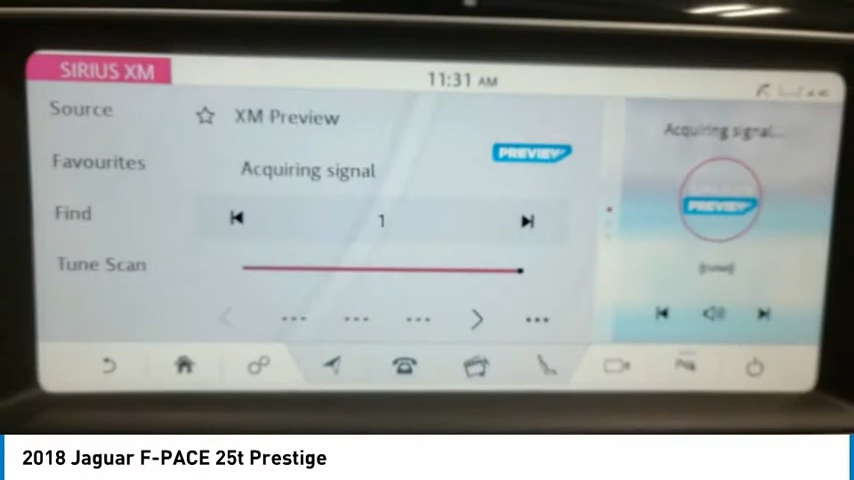 SIRIUS XM
11:31 AM
Source
XM Preview
Acquiring signal...
Favourites
Acquiring signal
PREVIEW
PREVIEW
Find
1
Tune Scan
2018 Jaguar F-PACE 25t Prestige